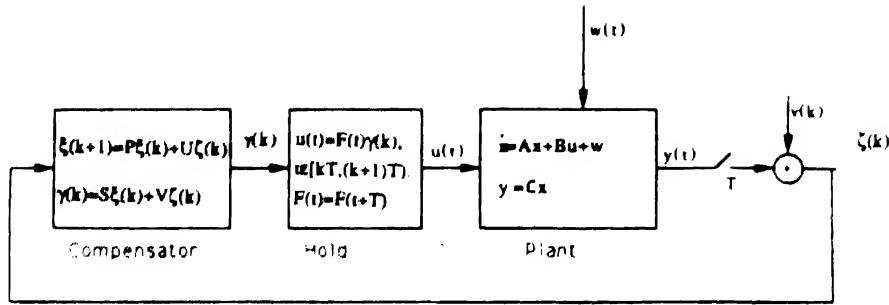 w(t)
v(k)
ζ(k)
ξ(k+1)=Pξ(k)+Uζ(k)
γ(k)=Sξ(k)+Vζ(k)
γ(k)
u(t)=F(t)γ(k),
t∈[kT,(k+1)T),
F(t)=F(t+T)
u(t)
ẋ=Ax+Bu+w
y=Cx
y(t)
T
Compensator
Hold
Plant